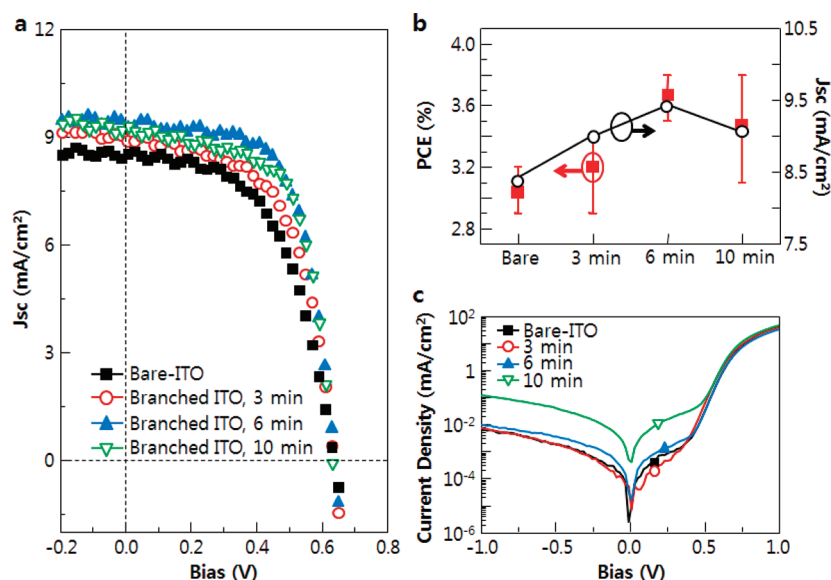 a
12
9
6
3
0
-0.2
0.0
0.2
0.4
0.6
0.8
Jsc (mA/cm²)
Bias (V)
Bare-ITO
Branched ITO, 3 min
Branched ITO, 6 min
Branched ITO, 10 min
b
4.0
3.6
3.2
2.8
PCE (%)
10.5
9.5
9.0
8.5
7.5
Jsc (mA/cm²)
Bare
3 min
6 min
10 min
c
10²
10⁰
10⁻²
10⁻⁴
10⁻⁶
Current Density (mA/cm²)
Bare-ITO
3 min
6 min
10 min
-1.0
-0.5
0.0
0.5
1.0
Bias (V)